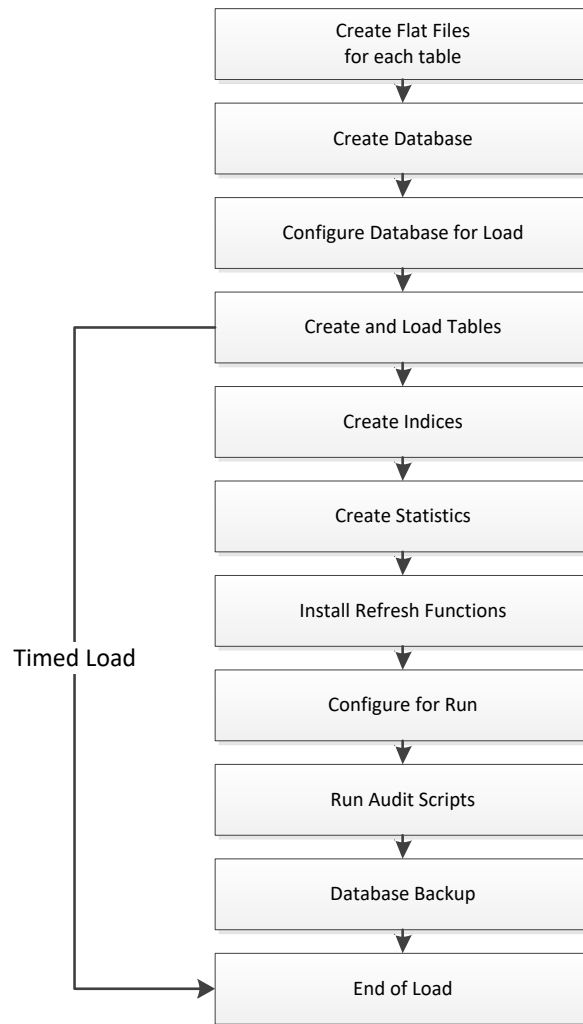 Create Flat Files
for each table
Create Database
Configure Database for Load
Create and Load Tables
Create Indices
Create Statistics
Install Refresh Functions
Timed Load
Configure for Run
Run Audit Scripts
Database Backup
End of Load